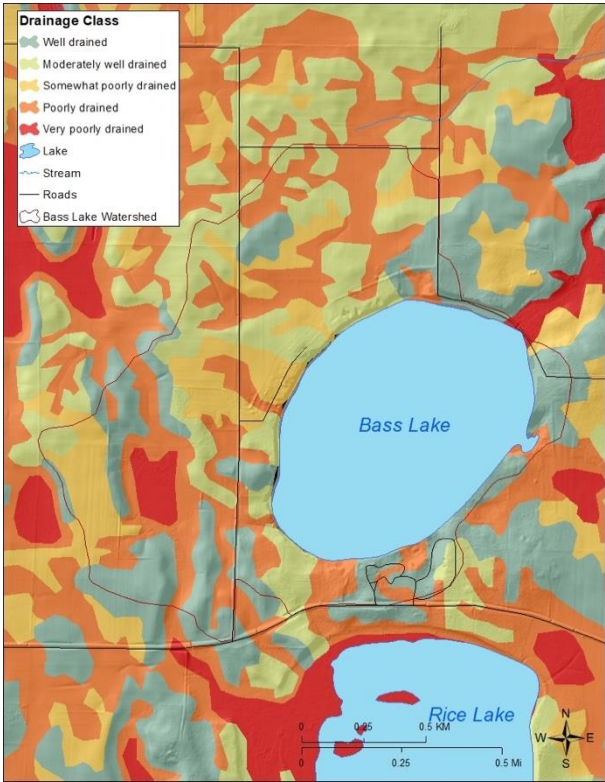 Drainage Class
Well drained
Moderately well drained
Somewhat poorly drained
Poorly drained
Very poorly drained
Lake
Stream
Roads
Bass Lake Watershed
Bass Lake
Rice Lake
0 0.25 0.5 KM
0 0.25 0.5 Mi
N
W E
S